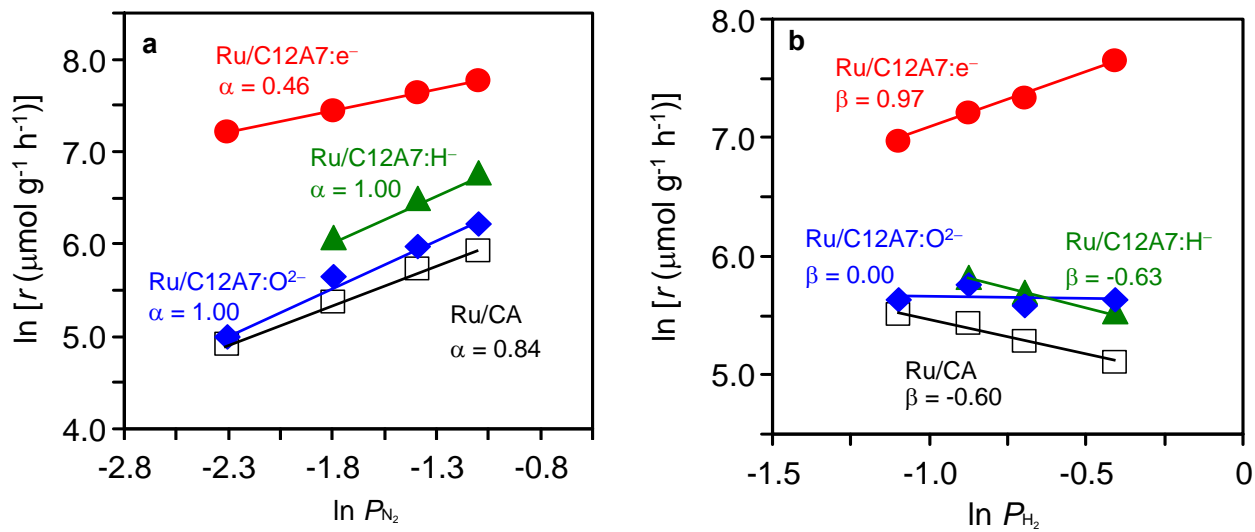 a
Ru/C12A7:e⁻
α = 0.46
Ru/C12A7:H⁻
α = 1.00
Ru/C12A7:O²⁻
α = 1.00
Ru/CA
α = 0.84
ln [r (μmol g⁻¹ h⁻¹)]
8.0
7.0
6.0
5.0
4.0
-2.8 -2.3 -1.8 -1.3 -0.8
ln P_N₂
b
Ru/C12A7:e⁻
β = 0.97
Ru/C12A7:O²⁻
β = 0.00
Ru/C12A7:H⁻
β = -0.63
Ru/CA
β = -0.60
ln [r (μmol g⁻¹ h⁻¹)]
8.0
7.0
6.0
5.0
-1.5 -1.0 -0.5 0
ln P_H₂